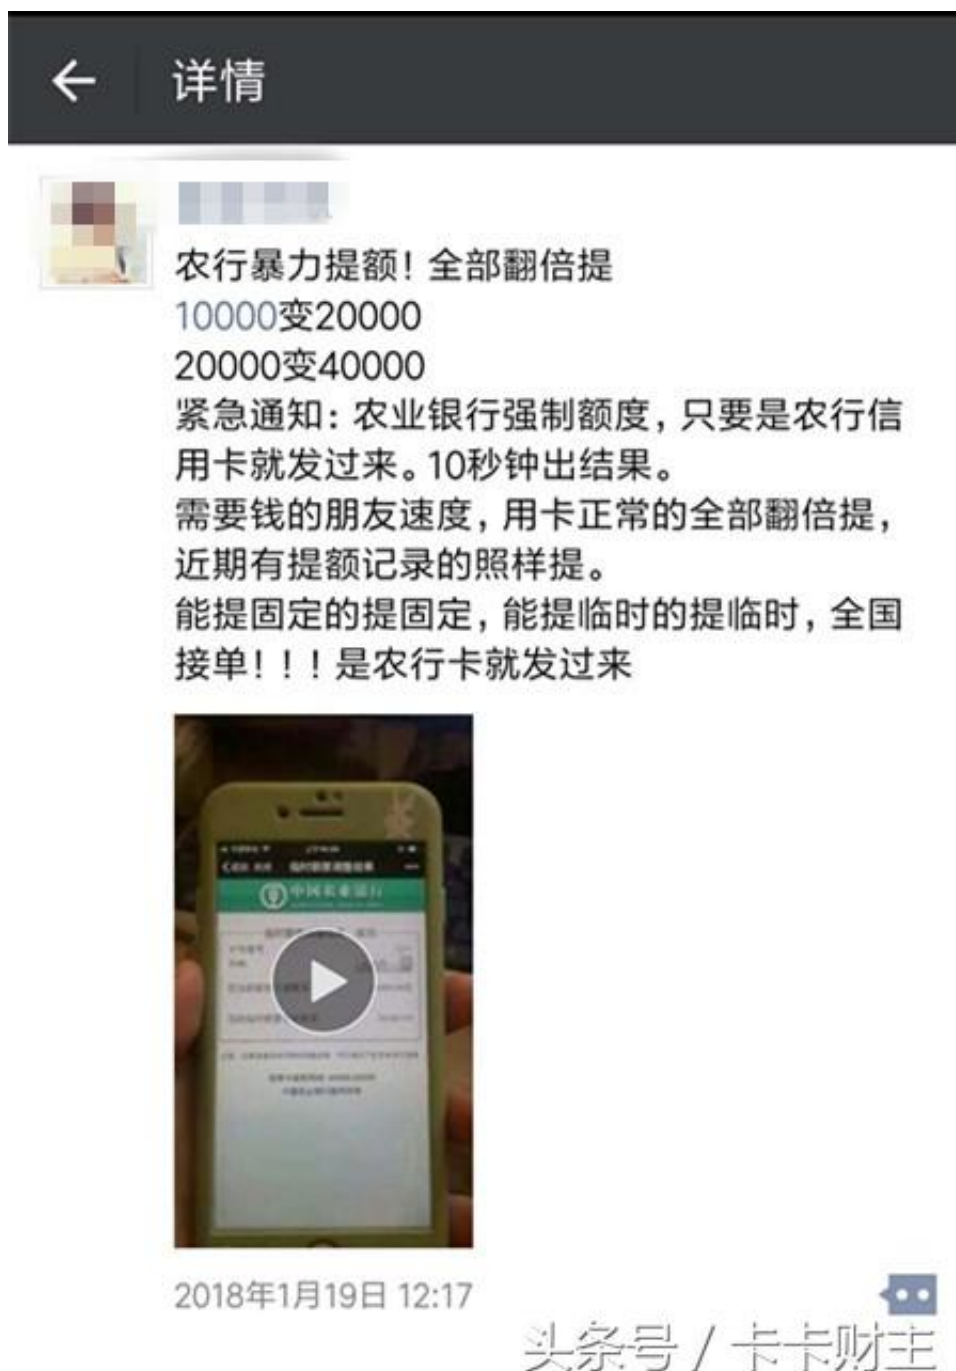 详情
农行暴力提额！全部翻倍提
10000变20000
20000变40000
紧急通知：农业银行强制额度，只要是农行信
用卡就发过来。10秒钟出结果。
需要钱的朋友速度，用卡正常的全部翻倍提，
近期有提额记录的照样提。
能提固定的提固定，能提临时的提临时，全国
接单！！！是农行卡就发过来
中国农业银行
2018年1月19日 12:17
头条号 / 卡卡财主